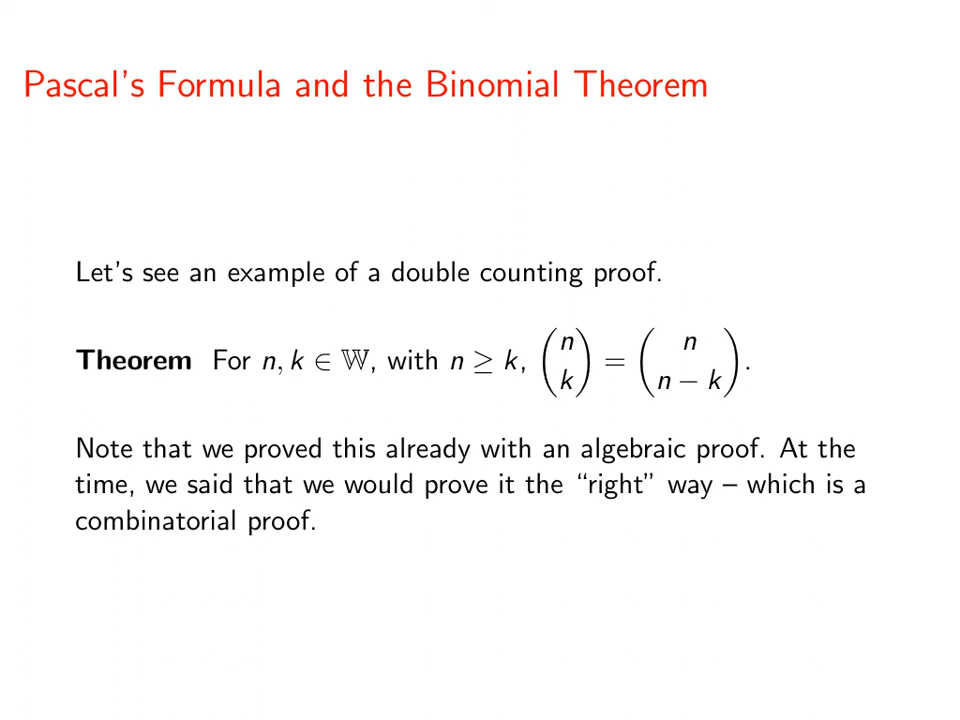 Pascal's Formula and the Binomial Theorem
Let's see an example of a double counting proof.
Theorem For n, k ∈ 𝕎, with n ≥ k, (n k) = (n n − k).
Note that we proved this already with an algebraic proof. At the
time, we said that we would prove it the “right” way – which is a
combinatorial proof.